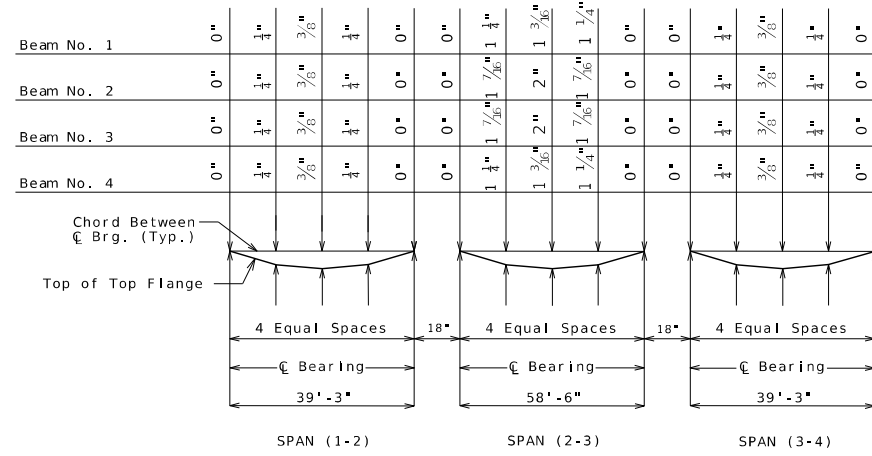 Beam No. 1 0" 1/4" 3/8" 1/4" 0" 0" 1 1/4" 1 3/16" 1 1/4" 0" 0" 1/4" 3/8" 1/4" 0"
Beam No. 2 0" 1/4" 3/8" 1/4" 0" 0" 1 7/16" 2" 1 7/16" 0" 0" 1/4" 3/8" 1/4" 0"
Beam No. 3 0" 1/4" 3/8" 1/4" 0" 0" 1 7/16" 2" 1 7/16" 0" 0" 1/4" 3/8" 1/4" 0"
Beam No. 4 0" 1/4" 3/8" 1/4" 0" 0" 1 1/4" 1 3/16" 1 1/4" 0" 0" 1/4" 3/8" 1/4" 0"
Chord Between
℄ Brg. (Typ.)
Top of Top Flange
4 Equal Spaces 18" 4 Equal Spaces 18" 4 Equal Spaces
℄ Bearing ℄ Bearing ℄ Bearing
39'-3" 58'-6" 39'-3"
SPAN (1-2) SPAN (2-3) SPAN (3-4)